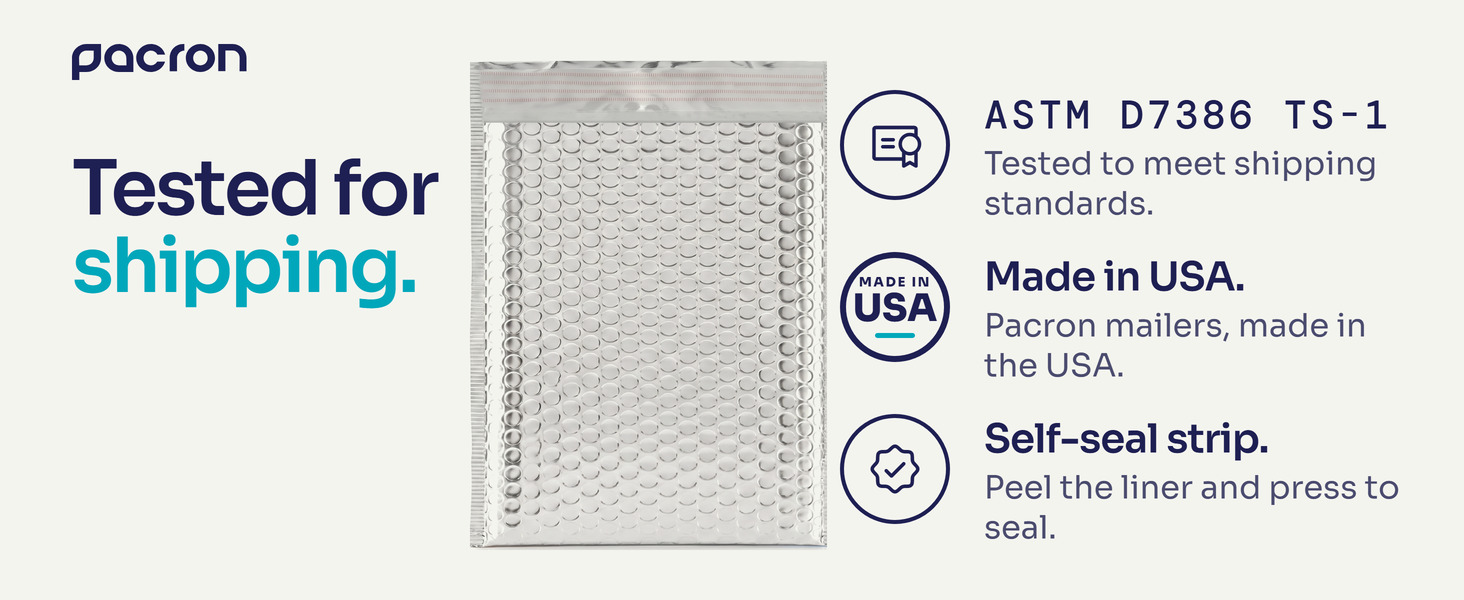 pacron
Tested for
shipping.
ASTM D7386 TS-1
Tested to meet shipping
standards.
MADE IN
USA
Made in USA.
Pacron mailers, made in
the USA.
Self-seal strip.
Peel the liner and press to
seal.